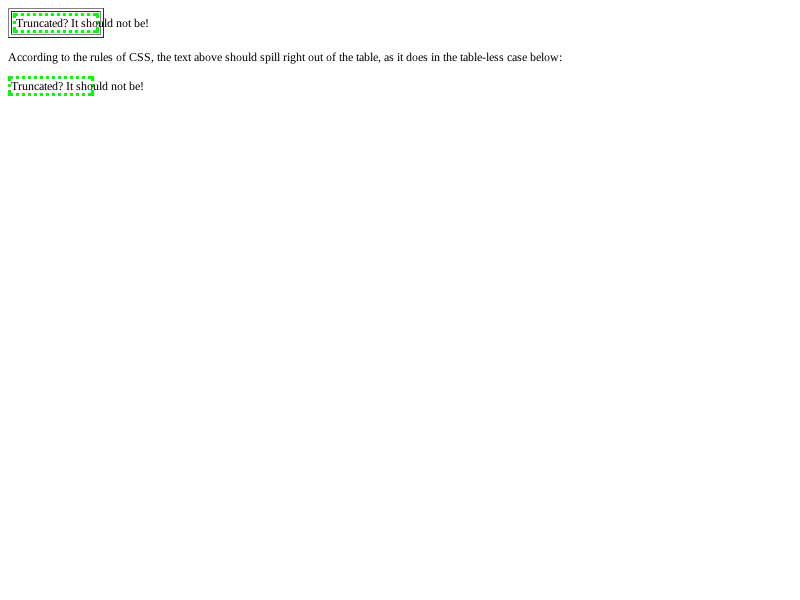 Truncated? It should not be!
According to the rules of CSS, the text above should spill right out of the table, as it does in the table-less case below:
Truncated? It should not be!